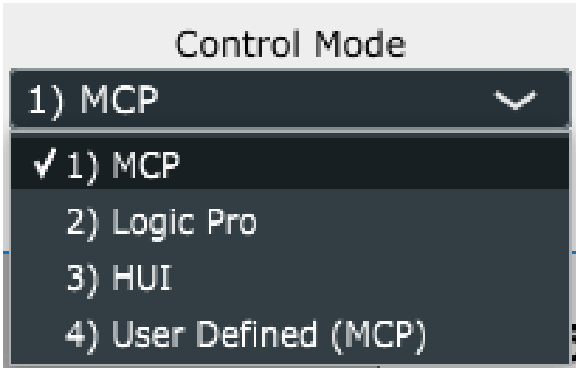 Control Mode
1) MCP
✓ 1) MCP
2) Logic Pro
3) HUI
4) User Defined (MCP)